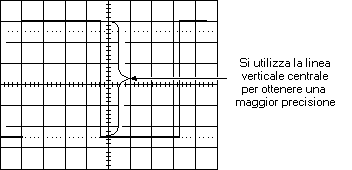 Si utilizza la linea
verticale centrale
per ottenere una
maggior precisione